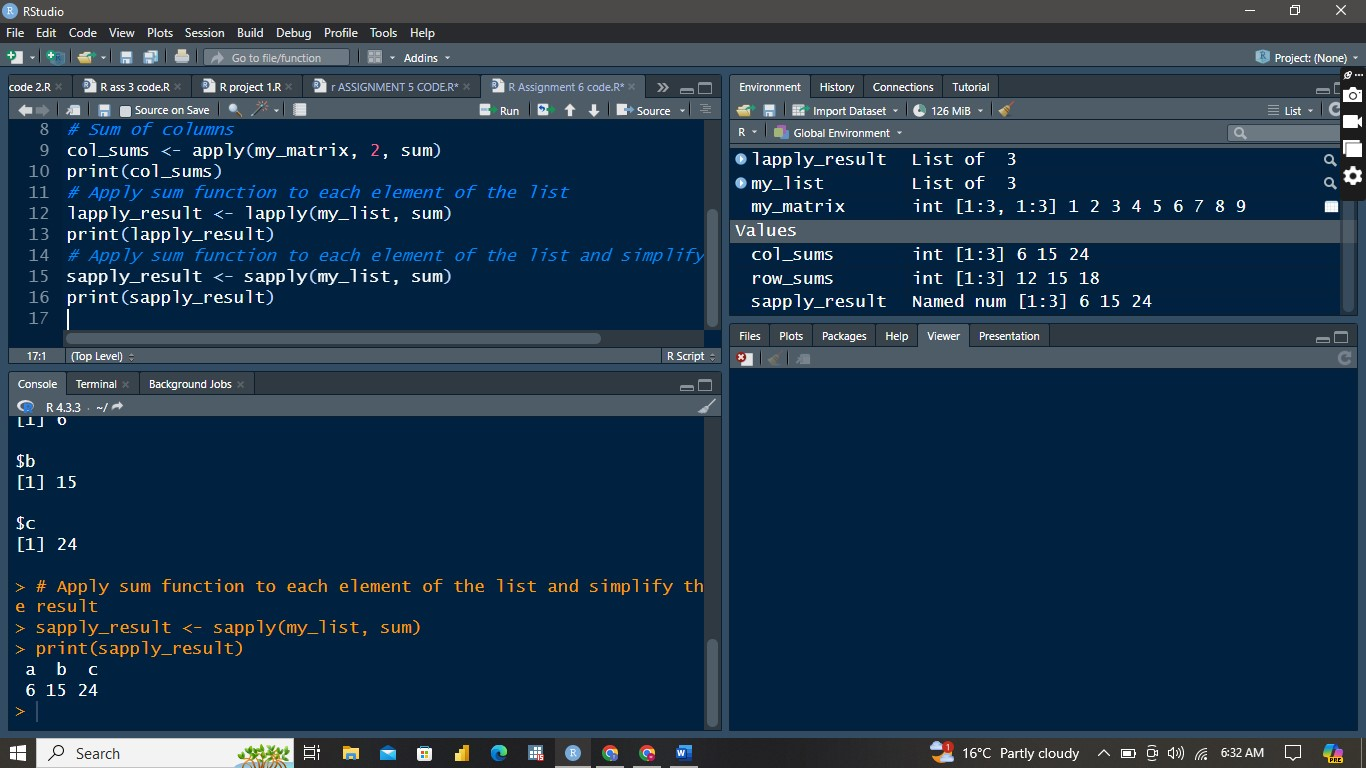 RStudio
File Edit Code View Plots Session Build Debug Profile Tools Help
Go to file/function Addins Project: (None)
code 2.R R ass 3 code.R R project 1.R r ASSIGNMENT 5 CODE.R* R Assignment 6 code.R*
Source on Save Run Source
8 # Sum of columns
9 col_sums <- apply(my_matrix, 2, sum)
10 print(col_sums)
11 # Apply sum function to each element of the list
12 lapply_result <- lapply(my_list, sum)
13 print(lapply_result)
14 # Apply sum function to each element of the list and simplify
15 sapply_result <- sapply(my_list, sum)
16 print(sapply_result)
17
17:1 (Top Level) R Script
Console Terminal Background Jobs
R 4.3.3 · ~/
[1] 6
$b
[1] 15
$c
[1] 24
> # Apply sum function to each element of the list and simplify th
e result
> sapply_result <- sapply(my_list, sum)
> print(sapply_result)
a b c
6 15 24
>
Environment History Connections Tutorial
Import Dataset 126 MiB List
R Global Environment
lapply_result List of 3
my_list List of 3
my_matrix int [1:3, 1:3] 1 2 3 4 5 6 7 8 9
Values
col_sums int [1:3] 6 15 24
row_sums int [1:3] 12 15 18
sapply_result Named num [1:3] 6 15 24
Files Plots Packages Help Viewer Presentation
Search 1 16°C Partly cloudy 6:32 AM PRE